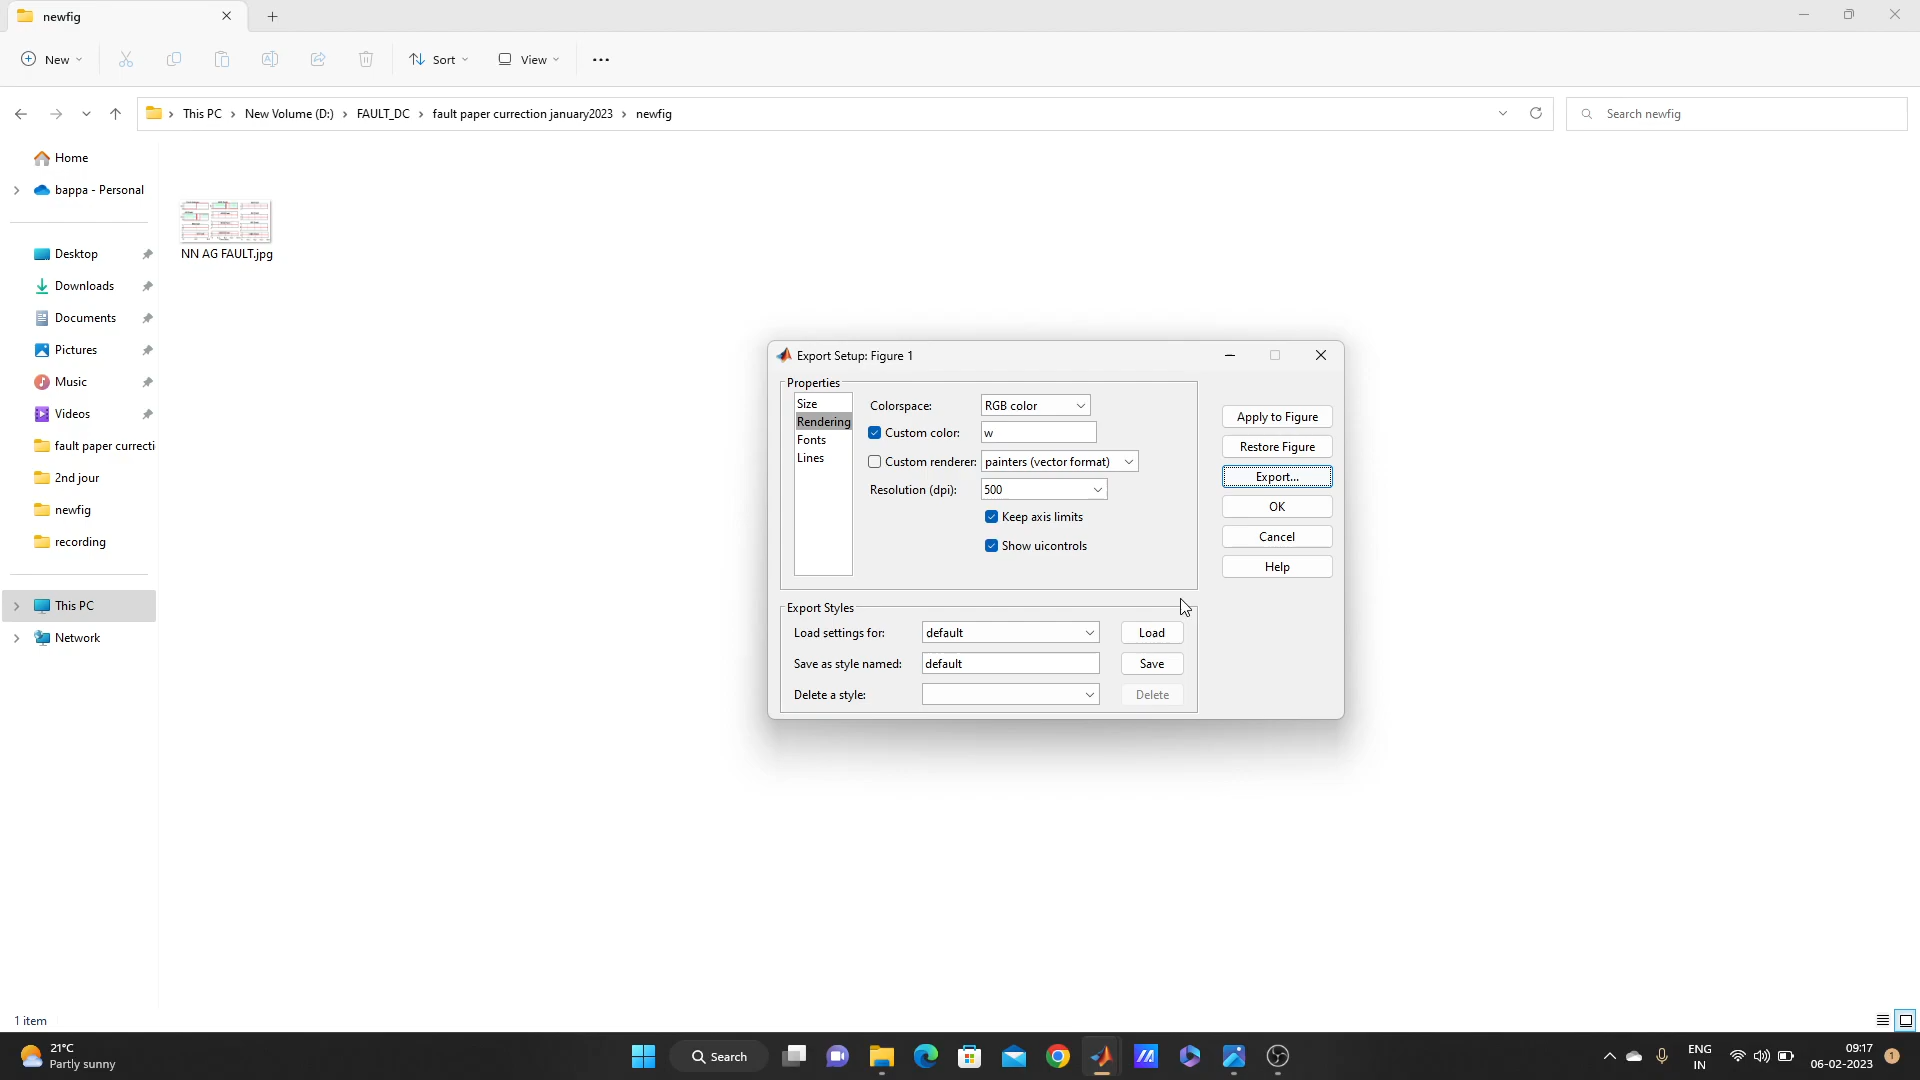 newfig
New
Sort
View
This PC
New Volume (D:)
FAULT_DC
fault paper currection january2023
newfig
Search newfig
Home
bappa - Personal
Desktop
Downloads
Documents
Pictures
Music
Videos
fault paper currecti
2nd jour
newfig
recording
This PC
Network
NN AG FAULT.jpg
Export Setup: Figure 1
Properties
Size
Rendering
Fonts
Lines
Colorspace: RGB color
Custom color: w
Custom renderer: painters (vector format)
Resolution (dpi): 500
Keep axis limits
Show uicontrols
Apply to Figure
Restore Figure
Export...
OK
Cancel
Help
Export Styles
Load settings for: default Load
Save as style named: default Save
Delete a style: Delete
1 item
21°C
Partly sunny
Search
ENG
IN
09:17
06-02-2023
1